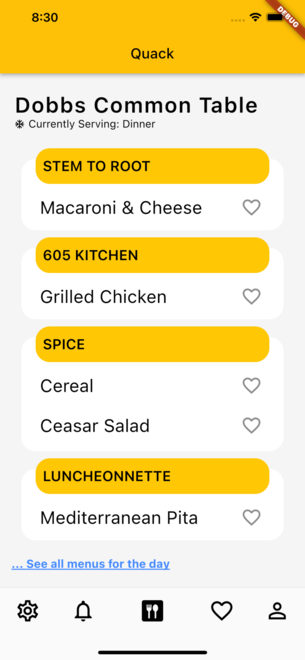 8:30
DEBUG
Quack
Dobbs Common Table
Currently Serving: Dinner
STEM TO ROOT
Macaroni & Cheese
605 KITCHEN
Grilled Chicken
SPICE
Cereal
Ceasar Salad
LUNCHEONNETTE
Mediterranean Pita
... See all menus for the day